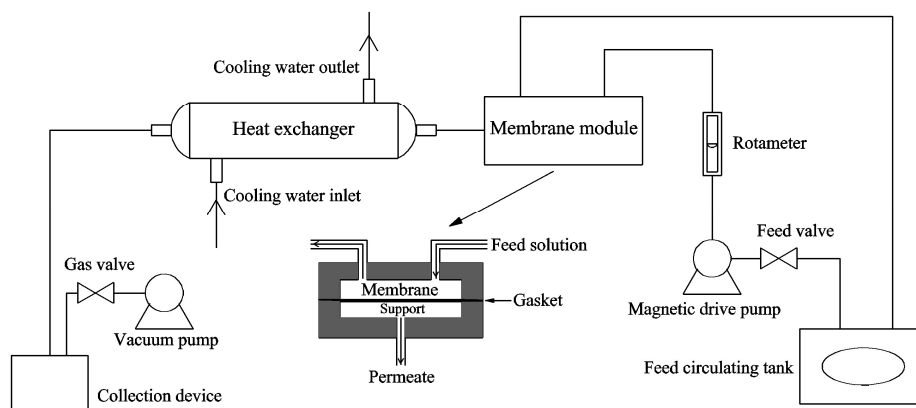 Cooling water outlet
Heat exchanger
Membrane module
Rotameter
Cooling water inlet
Feed solution
Feed valve
Gas valve
Membrane
Gasket
Support
Magnetic drive pump
Vacuum pump
Permeate
Feed circulating tank
Collection device